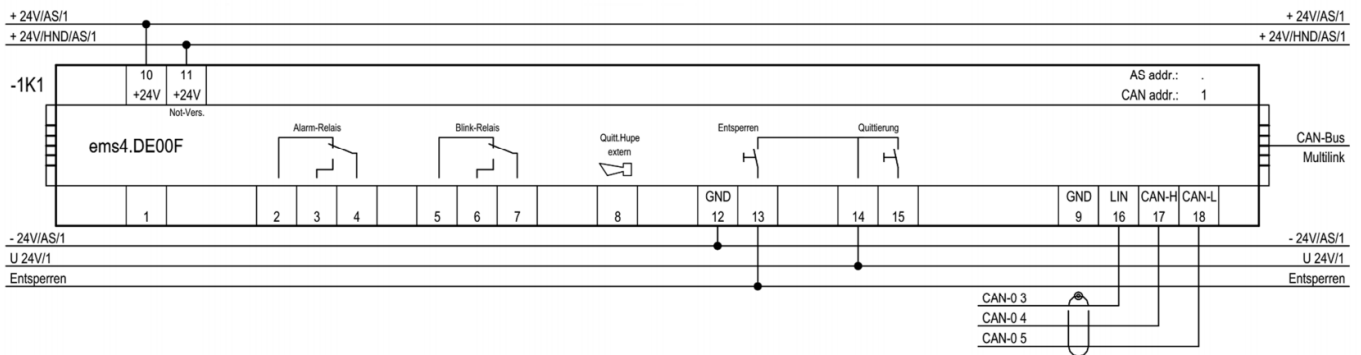 + 24V/AS/1 + 24V/AS/1
+ 24V/HND/AS/1 + 24V/HND/AS/1
-1K1 10 11 AS addr.: .
+24V +24V CAN addr.: 1
Not-Vers.
Alarm-Relais Blink-Relais Quitt.Hupe extern Entsperren Quittierung
ems4.DE00F CAN-Bus
Multilink
GND GND LIN CAN-H CAN-L
1 2 3 4 5 6 7 8 12 13 14 15 9 16 17 18
- 24V/AS/1 - 24V/AS/1
U 24V/1 U 24V/1
Entsperren Entsperren
CAN-0 3
CAN-0 4
CAN-0 5